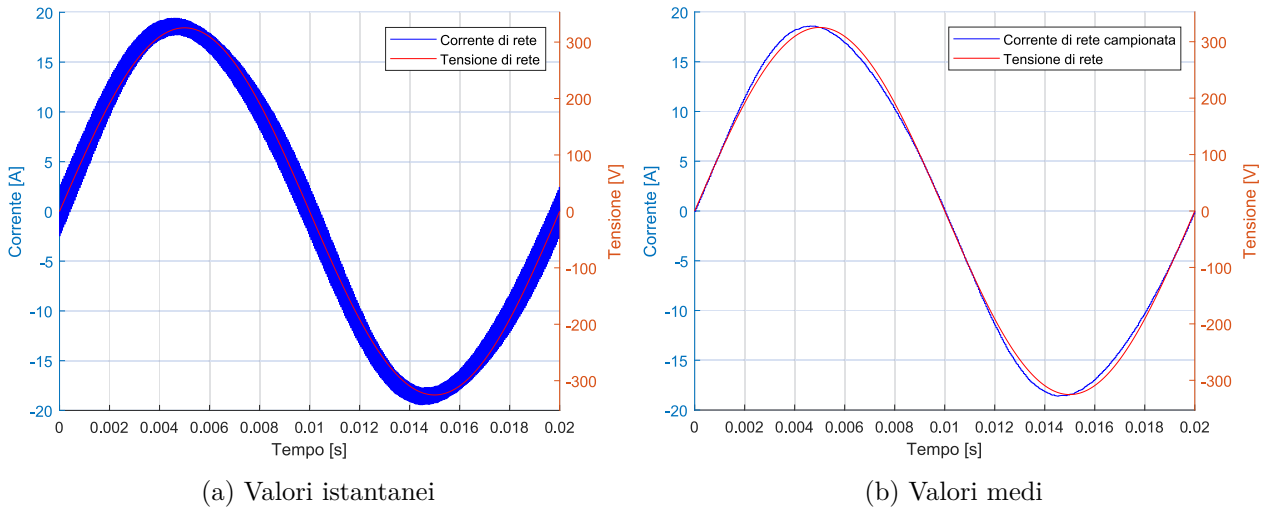 20
15
10
5
0
-5
-10
-15
-20
Corrente [A]
300
200
100
0
-100
-200
-300
Tensione [V]
Corrente di rete
Tensione di rete
0 0.002 0.004 0.006 0.008 0.01 0.012 0.014 0.016 0.018 0.02
Tempo [s]
(a) Valori istantanei
20
15
10
5
0
-5
-10
-15
-20
Corrente [A]
300
200
100
0
-100
-200
-300
Tensione [V]
Corrente di rete campionata
Tensione di rete
0 0.002 0.004 0.006 0.008 0.01 0.012 0.014 0.016 0.018 0.02
Tempo [s]
(b) Valori medi